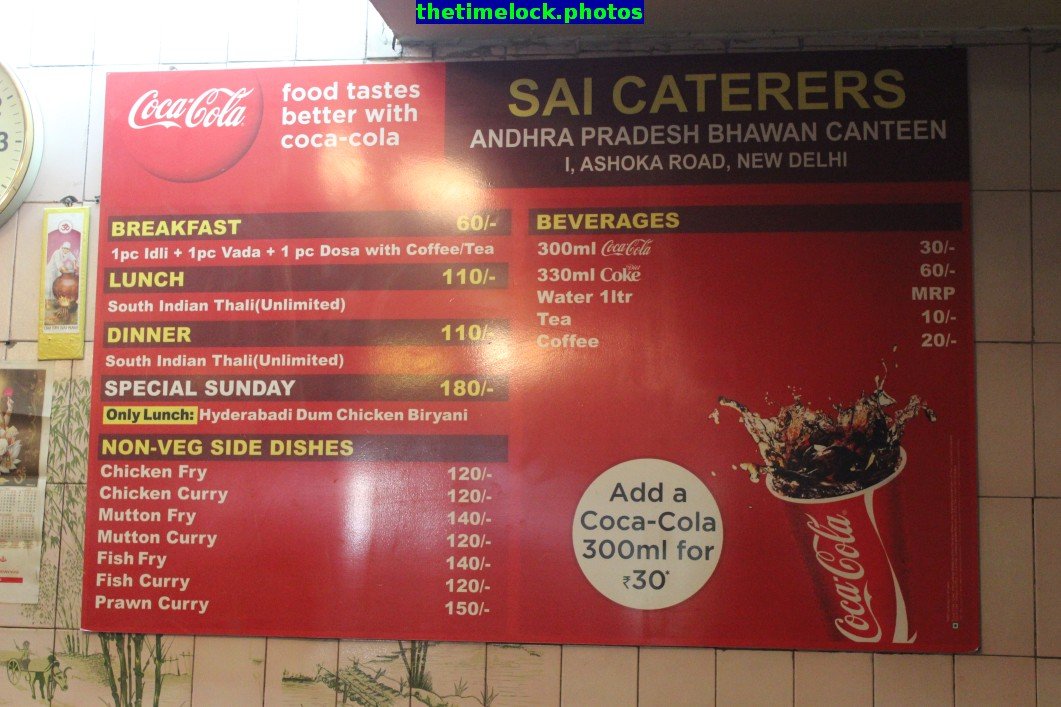 thetimelock.photos
Coca-Cola
food tastes
better with
coca-cola
SAI CATERERS
ANDHRA PRADESH BHAWAN CANTEEN
I, ASHOKA ROAD, NEW DELHI
3
BREAKFAST 60/-
1pc Idli + 1pc Vada + 1 pc Dosa with Coffee/Tea
LUNCH 110/-
South Indian Thali(Unlimited)
DINNER 110/-
South Indian Thali(Unlimited)
SPECIAL SUNDAY 180/-
Only Lunch: Hyderabadi Dum Chicken Biryani
NON-VEG SIDE DISHES
Chicken Fry 120/-
Chicken Curry 120/-
Mutton Fry 140/-
Mutton Curry 120/-
Fish Fry 140/-
Fish Curry 120/-
Prawn Curry 150/-
BEVERAGES
300ml Coca-Cola 30/-
330ml Coke 60/-
Water 1ltr MRP
Tea 10/-
Coffee 20/-
Add a
Coca-Cola
300ml for
₹30*
Coca-Cola
ॐ